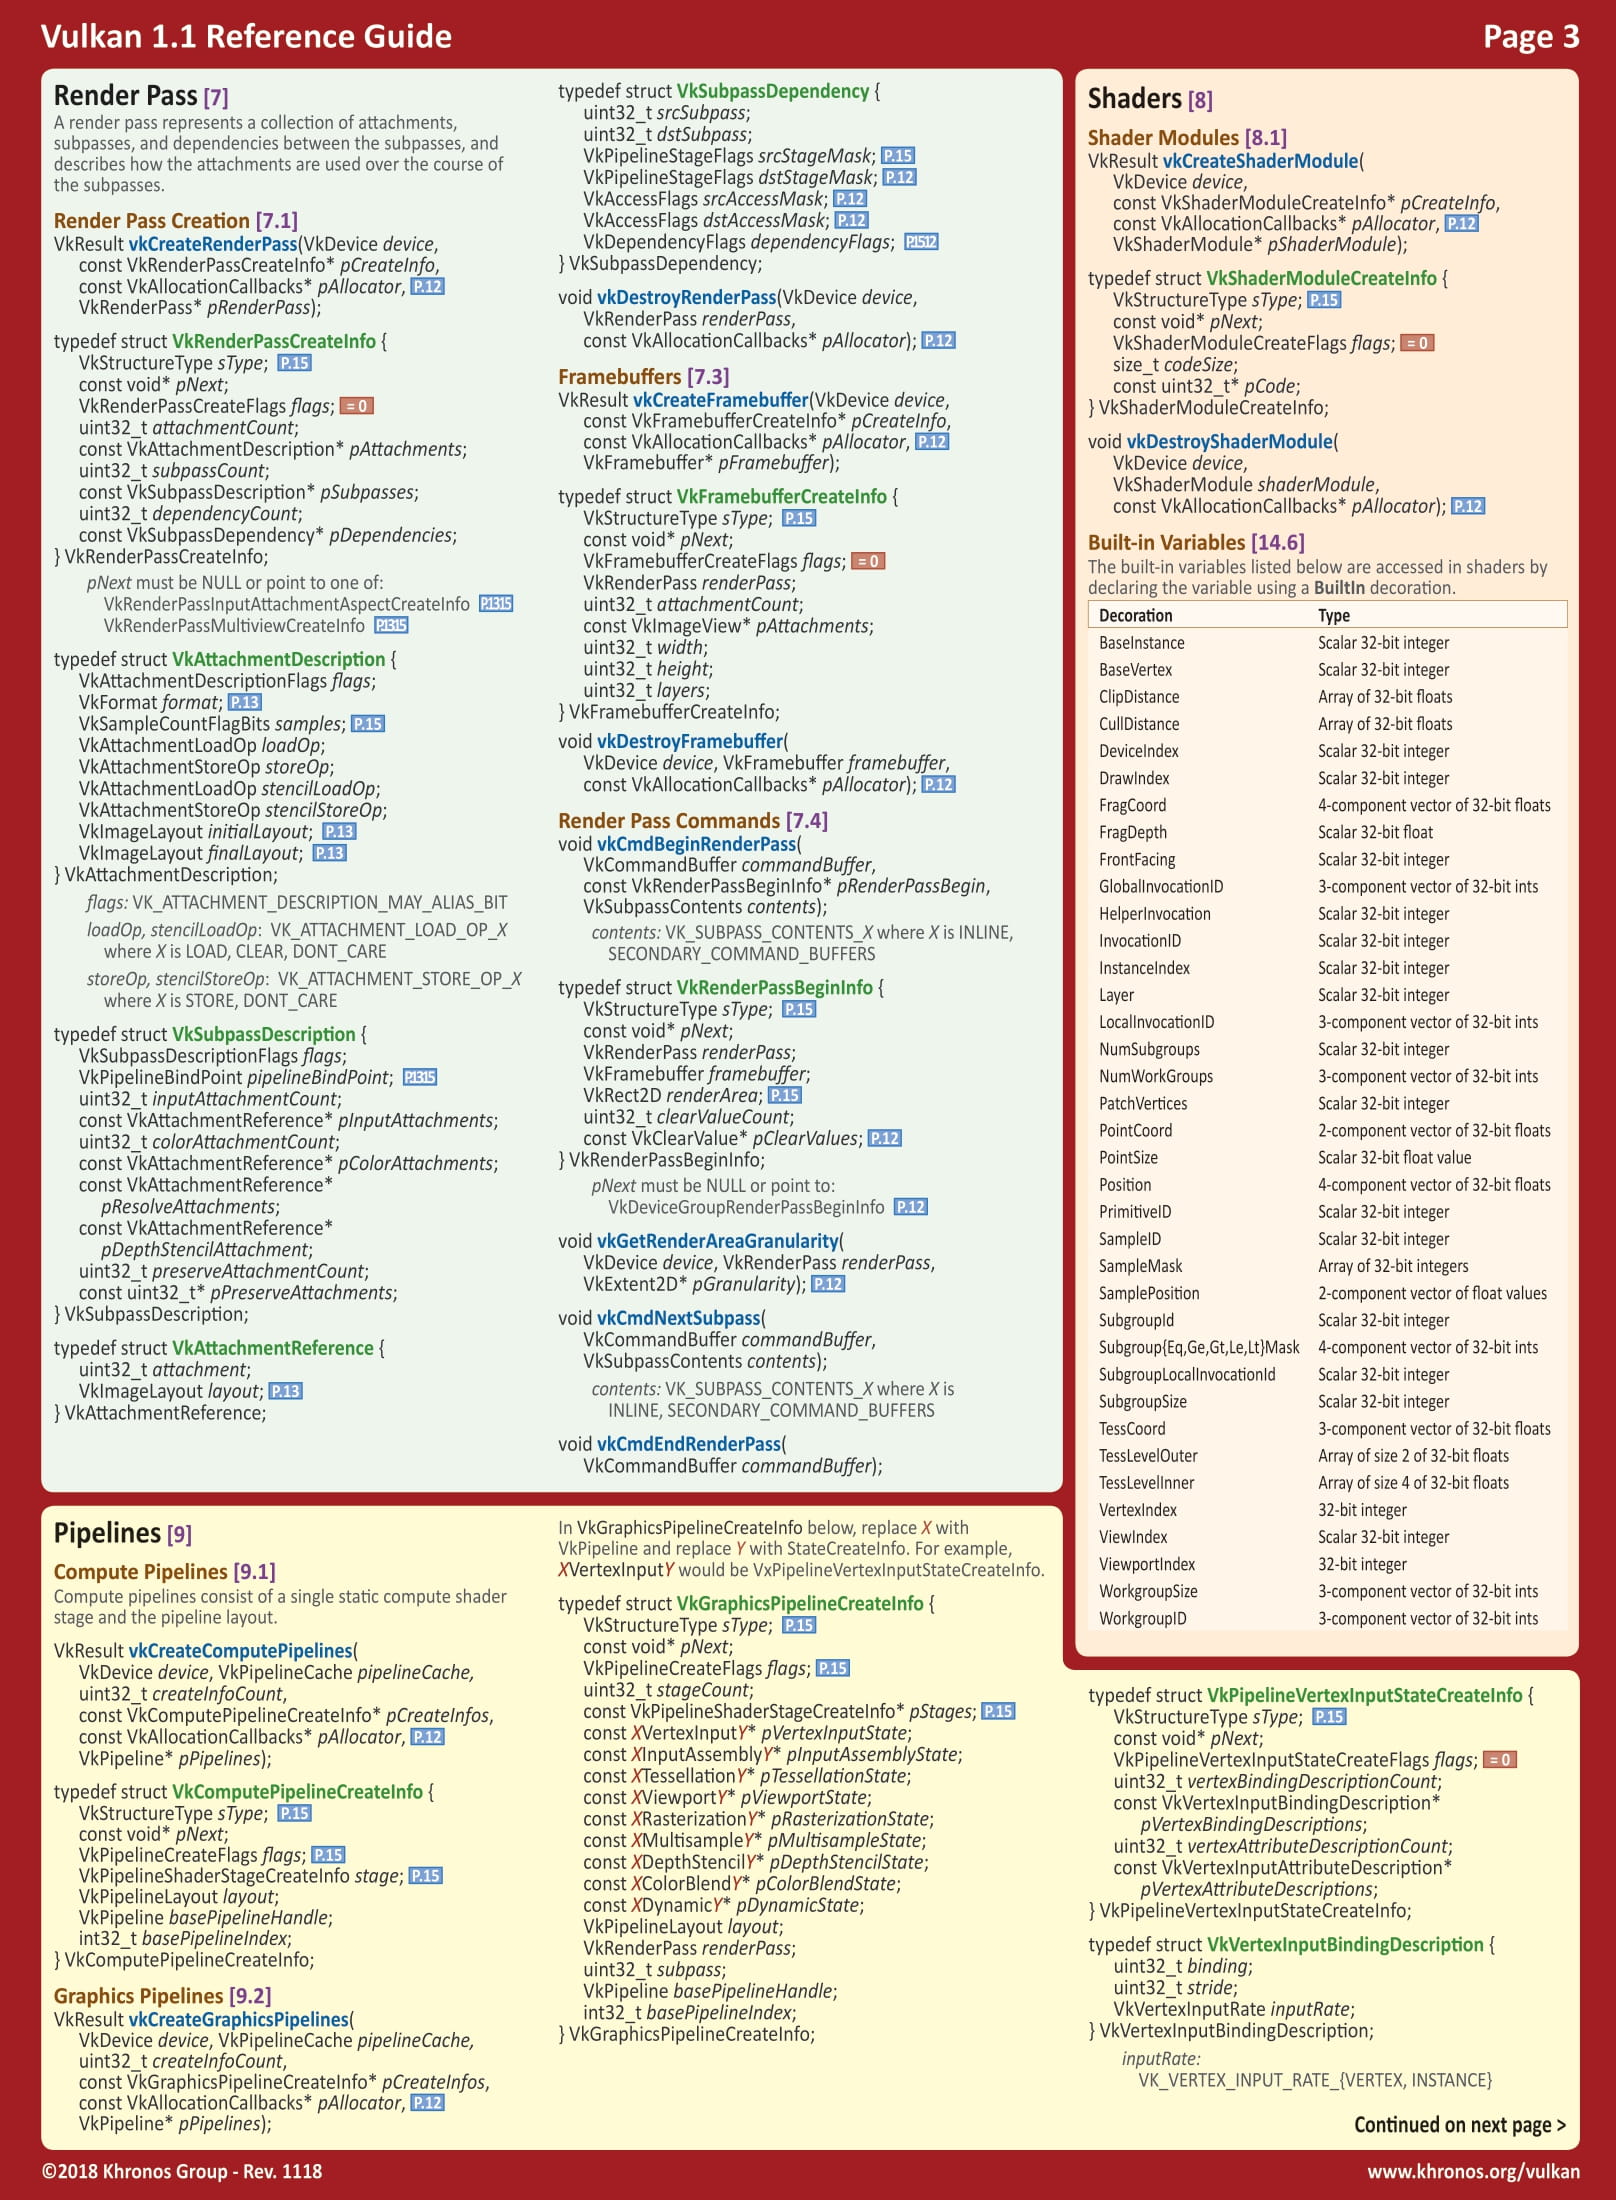 Vulkan 1.1 Reference Guide
Page 3
Render Pass [7]
A render pass represents a collection of attachments,
subpasses, and dependencies between the subpasses, and
describes how the attachments are used over the course of
the subpasses.
Render Pass Creation [7.1]
VkResult vkCreateRenderPass(VkDevice device,
const VkRenderPassCreateInfo* pCreateInfo,
const VkAllocationCallbacks* pAllocator, P.12
VkRenderPass* pRenderPass);
typedef struct VkRenderPassCreateInfo {
VkStructureType sType; P.15
const void* pNext;
VkRenderPassCreateFlags flags; = 0
uint32_t attachmentCount;
const VkAttachmentDescription* pAttachments;
uint32_t subpassCount;
const VkSubpassDescription* pSubpasses;
uint32_t dependencyCount;
const VkSubpassDependency* pDependencies;
} VkRenderPassCreateInfo;
pNext must be NULL or point to one of:
VkRenderPassInputAttachmentAspectCreateInfo P.1315
VkRenderPassMultiviewCreateInfo P.1315
typedef struct VkAttachmentDescription {
VkAttachmentDescriptionFlags flags;
VkFormat format; P.13
VkSampleCountFlagBits samples; P.15
VkAttachmentLoadOp loadOp;
VkAttachmentStoreOp storeOp;
VkAttachmentLoadOp stencilLoadOp;
VkAttachmentStoreOp stencilStoreOp;
VkImageLayout initialLayout; P.13
VkImageLayout finalLayout; P.13
} VkAttachmentDescription;
flags: VK_ATTACHMENT_DESCRIPTION_MAY_ALIAS_BIT
loadOp, stencilLoadOp: VK_ATTACHMENT_LOAD_OP_X
where X is LOAD, CLEAR, DONT_CARE
storeOp, stencilStoreOp: VK_ATTACHMENT_STORE_OP_X
where X is STORE, DONT_CARE
typedef struct VkSubpassDescription {
VkSubpassDescriptionFlags flags;
VkPipelineBindPoint pipelineBindPoint; P.1315
uint32_t inputAttachmentCount;
const VkAttachmentReference* pInputAttachments;
uint32_t colorAttachmentCount;
const VkAttachmentReference* pColorAttachments;
const VkAttachmentReference*
pResolveAttachments;
const VkAttachmentReference*
pDepthStencilAttachment;
uint32_t preserveAttachmentCount;
const uint32_t* pPreserveAttachments;
} VkSubpassDescription;
typedef struct VkAttachmentReference {
uint32_t attachment;
VkImageLayout layout; P.13
} VkAttachmentReference;
typedef struct VkSubpassDependency {
uint32_t srcSubpass;
uint32_t dstSubpass;
VkPipelineStageFlags srcStageMask; P.15
VkPipelineStageFlags dstStageMask; P.12
VkAccessFlags srcAccessMask; P.12
VkAccessFlags dstAccessMask; P.12
VkDependencyFlags dependencyFlags; P.1512
} VkSubpassDependency;
void vkDestroyRenderPass(VkDevice device,
VkRenderPass renderPass,
const VkAllocationCallbacks* pAllocator); P.12
Framebuffers [7.3]
VkResult vkCreateFramebuffer(VkDevice device,
const VkFramebufferCreateInfo* pCreateInfo,
const VkAllocationCallbacks* pAllocator, P.12
VkFramebuffer* pFramebuffer);
typedef struct VkFramebufferCreateInfo {
VkStructureType sType; P.15
const void* pNext;
VkFramebufferCreateFlags flags; = 0
VkRenderPass renderPass;
uint32_t attachmentCount;
const VkImageView* pAttachments;
uint32_t width;
uint32_t height;
uint32_t layers;
} VkFramebufferCreateInfo;
void vkDestroyFramebuffer(
VkDevice device, VkFramebuffer framebuffer,
const VkAllocationCallbacks* pAllocator); P.12
Render Pass Commands [7.4]
void vkCmdBeginRenderPass(
VkCommandBuffer commandBuffer,
const VkRenderPassBeginInfo* pRenderPassBegin,
VkSubpassContents contents);
contents: VK_SUBPASS_CONTENTS_X where X is INLINE,
SECONDARY_COMMAND_BUFFERS
typedef struct VkRenderPassBeginInfo {
VkStructureType sType; P.15
const void* pNext;
VkRenderPass renderPass;
VkFramebuffer framebuffer;
VkRect2D renderArea; P.15
uint32_t clearValueCount;
const VkClearValue* pClearValues; P.12
} VkRenderPassBeginInfo;
pNext must be NULL or point to:
VkDeviceGroupRenderPassBeginInfo P.12
void vkGetRenderAreaGranularity(
VkDevice device, VkRenderPass renderPass,
VkExtent2D* pGranularity); P.12
void vkCmdNextSubpass(
VkCommandBuffer commandBuffer,
VkSubpassContents contents);
contents: VK_SUBPASS_CONTENTS_X where X is
INLINE, SECONDARY_COMMAND_BUFFERS
void vkCmdEndRenderPass(
VkCommandBuffer commandBuffer);
Shaders [8]
Shader Modules [8.1]
VkResult vkCreateShaderModule(
VkDevice device,
const VkShaderModuleCreateInfo* pCreateInfo,
const VkAllocationCallbacks* pAllocator, P.12
VkShaderModule* pShaderModule);
typedef struct VkShaderModuleCreateInfo {
VkStructureType sType; P.15
const void* pNext;
VkShaderModuleCreateFlags flags; = 0
size_t codeSize;
const uint32_t* pCode;
} VkShaderModuleCreateInfo;
void vkDestroyShaderModule(
VkDevice device,
VkShaderModule shaderModule,
const VkAllocationCallbacks* pAllocator); P.12
Built-in Variables [14.6]
The built-in variables listed below are accessed in shaders by
declaring the variable using a BuiltIn decoration.
Decoration Type
BaseInstance Scalar 32-bit integer
BaseVertex Scalar 32-bit integer
ClipDistance Array of 32-bit floats
CullDistance Array of 32-bit floats
DeviceIndex Scalar 32-bit integer
DrawIndex Scalar 32-bit integer
FragCoord 4-component vector of 32-bit floats
FragDepth Scalar 32-bit float
FrontFacing Scalar 32-bit integer
GlobalInvocationID 3-component vector of 32-bit ints
HelperInvocation Scalar 32-bit integer
InvocationID Scalar 32-bit integer
InstanceIndex Scalar 32-bit integer
Layer Scalar 32-bit integer
LocalInvocationID 3-component vector of 32-bit ints
NumSubgroups Scalar 32-bit integer
NumWorkGroups 3-component vector of 32-bit ints
PatchVertices Scalar 32-bit integer
PointCoord 2-component vector of 32-bit floats
PointSize Scalar 32-bit float value
Position 4-component vector of 32-bit floats
PrimitiveID Scalar 32-bit integer
SampleID Scalar 32-bit integer
SampleMask Array of 32-bit integers
SamplePosition 2-component vector of float values
SubgroupId Scalar 32-bit integer
Subgroup{Eq,Ge,Gt,Le,Lt}Mask 4-component vector of 32-bit ints
SubgroupLocalInvocationId Scalar 32-bit integer
SubgroupSize Scalar 32-bit integer
TessCoord 3-component vector of 32-bit floats
TessLevelOuter Array of size 2 of 32-bit floats
TessLevelInner Array of size 4 of 32-bit floats
VertexIndex 32-bit integer
ViewIndex Scalar 32-bit integer
ViewportIndex 32-bit integer
WorkgroupSize 3-component vector of 32-bit ints
WorkgroupID 3-component vector of 32-bit ints
Pipelines [9]
Compute Pipelines [9.1]
Compute pipelines consist of a single static compute shader
stage and the pipeline layout.
VkResult vkCreateComputePipelines(
VkDevice device, VkPipelineCache pipelineCache,
uint32_t createInfoCount,
const VkComputePipelineCreateInfo* pCreateInfos,
const VkAllocationCallbacks* pAllocator, P.12
VkPipeline* pPipelines);
typedef struct VkComputePipelineCreateInfo {
VkStructureType sType; P.15
const void* pNext;
VkPipelineCreateFlags flags; P.15
VkPipelineShaderStageCreateInfo stage; P.15
VkPipelineLayout layout;
VkPipeline basePipelineHandle;
int32_t basePipelineIndex;
} VkComputePipelineCreateInfo;
Graphics Pipelines [9.2]
VkResult vkCreateGraphicsPipelines(
VkDevice device, VkPipelineCache pipelineCache,
uint32_t createInfoCount,
const VkGraphicsPipelineCreateInfo* pCreateInfos,
const VkAllocationCallbacks* pAllocator, P.12
VkPipeline* pPipelines);
In VkGraphicsPipelineCreateInfo below, replace X with
VkPipeline and replace Y with StateCreateInfo. For example,
XVertexInputY would be VxPipelineVertexInputStateCreateInfo.
typedef struct VkGraphicsPipelineCreateInfo {
VkStructureType sType; P.15
const void* pNext;
VkPipelineCreateFlags flags; P.15
uint32_t stageCount;
const VkPipelineShaderStageCreateInfo* pStages; P.15
const XVertexInputY* pVertexInputState;
const XInputAssemblyY* pInputAssemblyState;
const XTessellationY* pTessellationState;
const XViewportY* pViewportState;
const XRasterizationY* pRasterizationState;
const XMultisampleY* pMultisampleState;
const XDepthStencilY* pDepthStencilState;
const XColorBlendY* pColorBlendState;
const XDynamicY* pDynamicState;
VkPipelineLayout layout;
VkRenderPass renderPass;
uint32_t subpass;
VkPipeline basePipelineHandle;
int32_t basePipelineIndex;
} VkGraphicsPipelineCreateInfo;
typedef struct VkPipelineVertexInputStateCreateInfo {
VkStructureType sType; P.15
const void* pNext;
VkPipelineVertexInputStateCreateFlags flags; = 0
uint32_t vertexBindingDescriptionCount;
const VkVertexInputBindingDescription*
pVertexBindingDescriptions;
uint32_t vertexAttributeDescriptionCount;
const VkVertexInputAttributeDescription*
pVertexAttributeDescriptions;
} VkPipelineVertexInputStateCreateInfo;
typedef struct VkVertexInputBindingDescription {
uint32_t binding;
uint32_t stride;
VkVertexInputRate inputRate;
} VkVertexInputBindingDescription;
inputRate:
VK_VERTEX_INPUT_RATE_{VERTEX, INSTANCE}
Continued on next page >
©2018 Khronos Group - Rev. 1118
www.khronos.org/vulkan